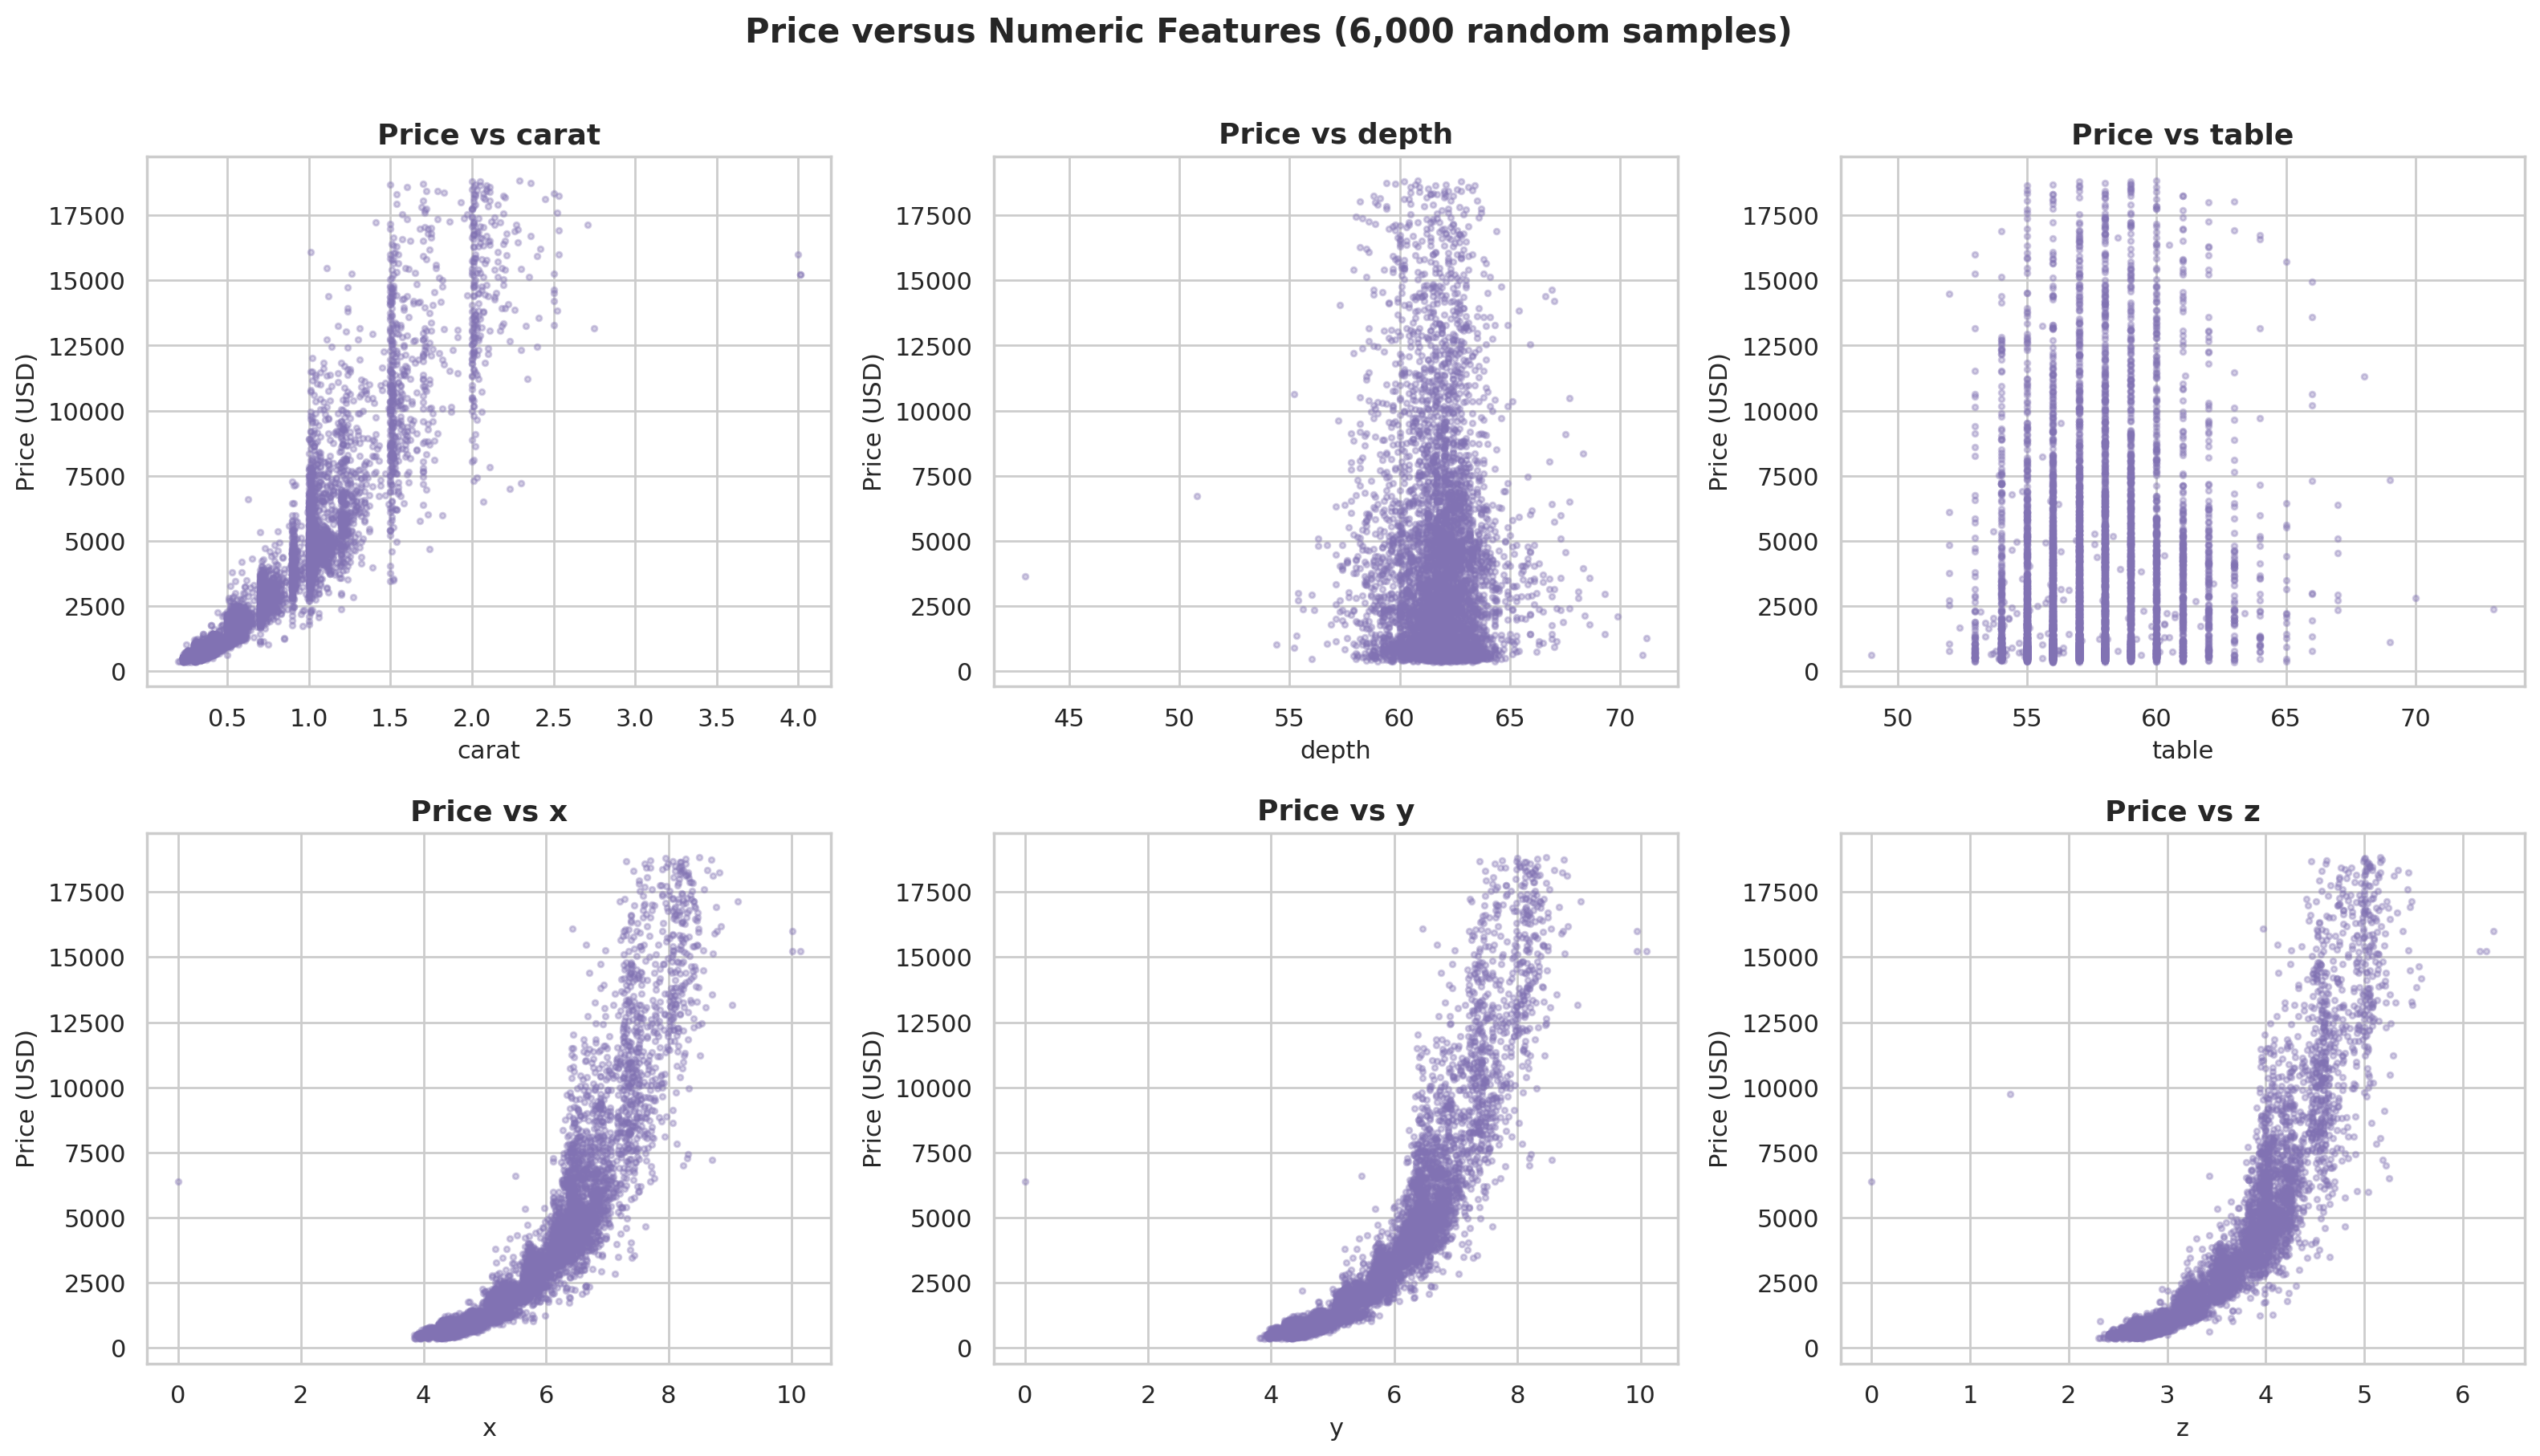 Price versus Numeric Features (6,000 random samples)
Price vs carat
Price (USD)
17500
15000
12500
10000
7500
5000
2500
0
0.5 1.0 1.5 2.0 2.5 3.0 3.5 4.0
carat
Price vs depth
Price (USD)
17500
15000
12500
10000
7500
5000
2500
0
45 50 55 60 65 70
depth
Price vs table
Price (USD)
17500
15000
12500
10000
7500
5000
2500
0
50 55 60 65 70
table
Price vs x
Price (USD)
17500
15000
12500
10000
7500
5000
2500
0
0 2 4 6 8 10
x
Price vs y
Price (USD)
17500
15000
12500
10000
7500
5000
2500
0
0 2 4 6 8 10
y
Price vs z
Price (USD)
17500
15000
12500
10000
7500
5000
2500
0
0 1 2 3 4 5 6
z